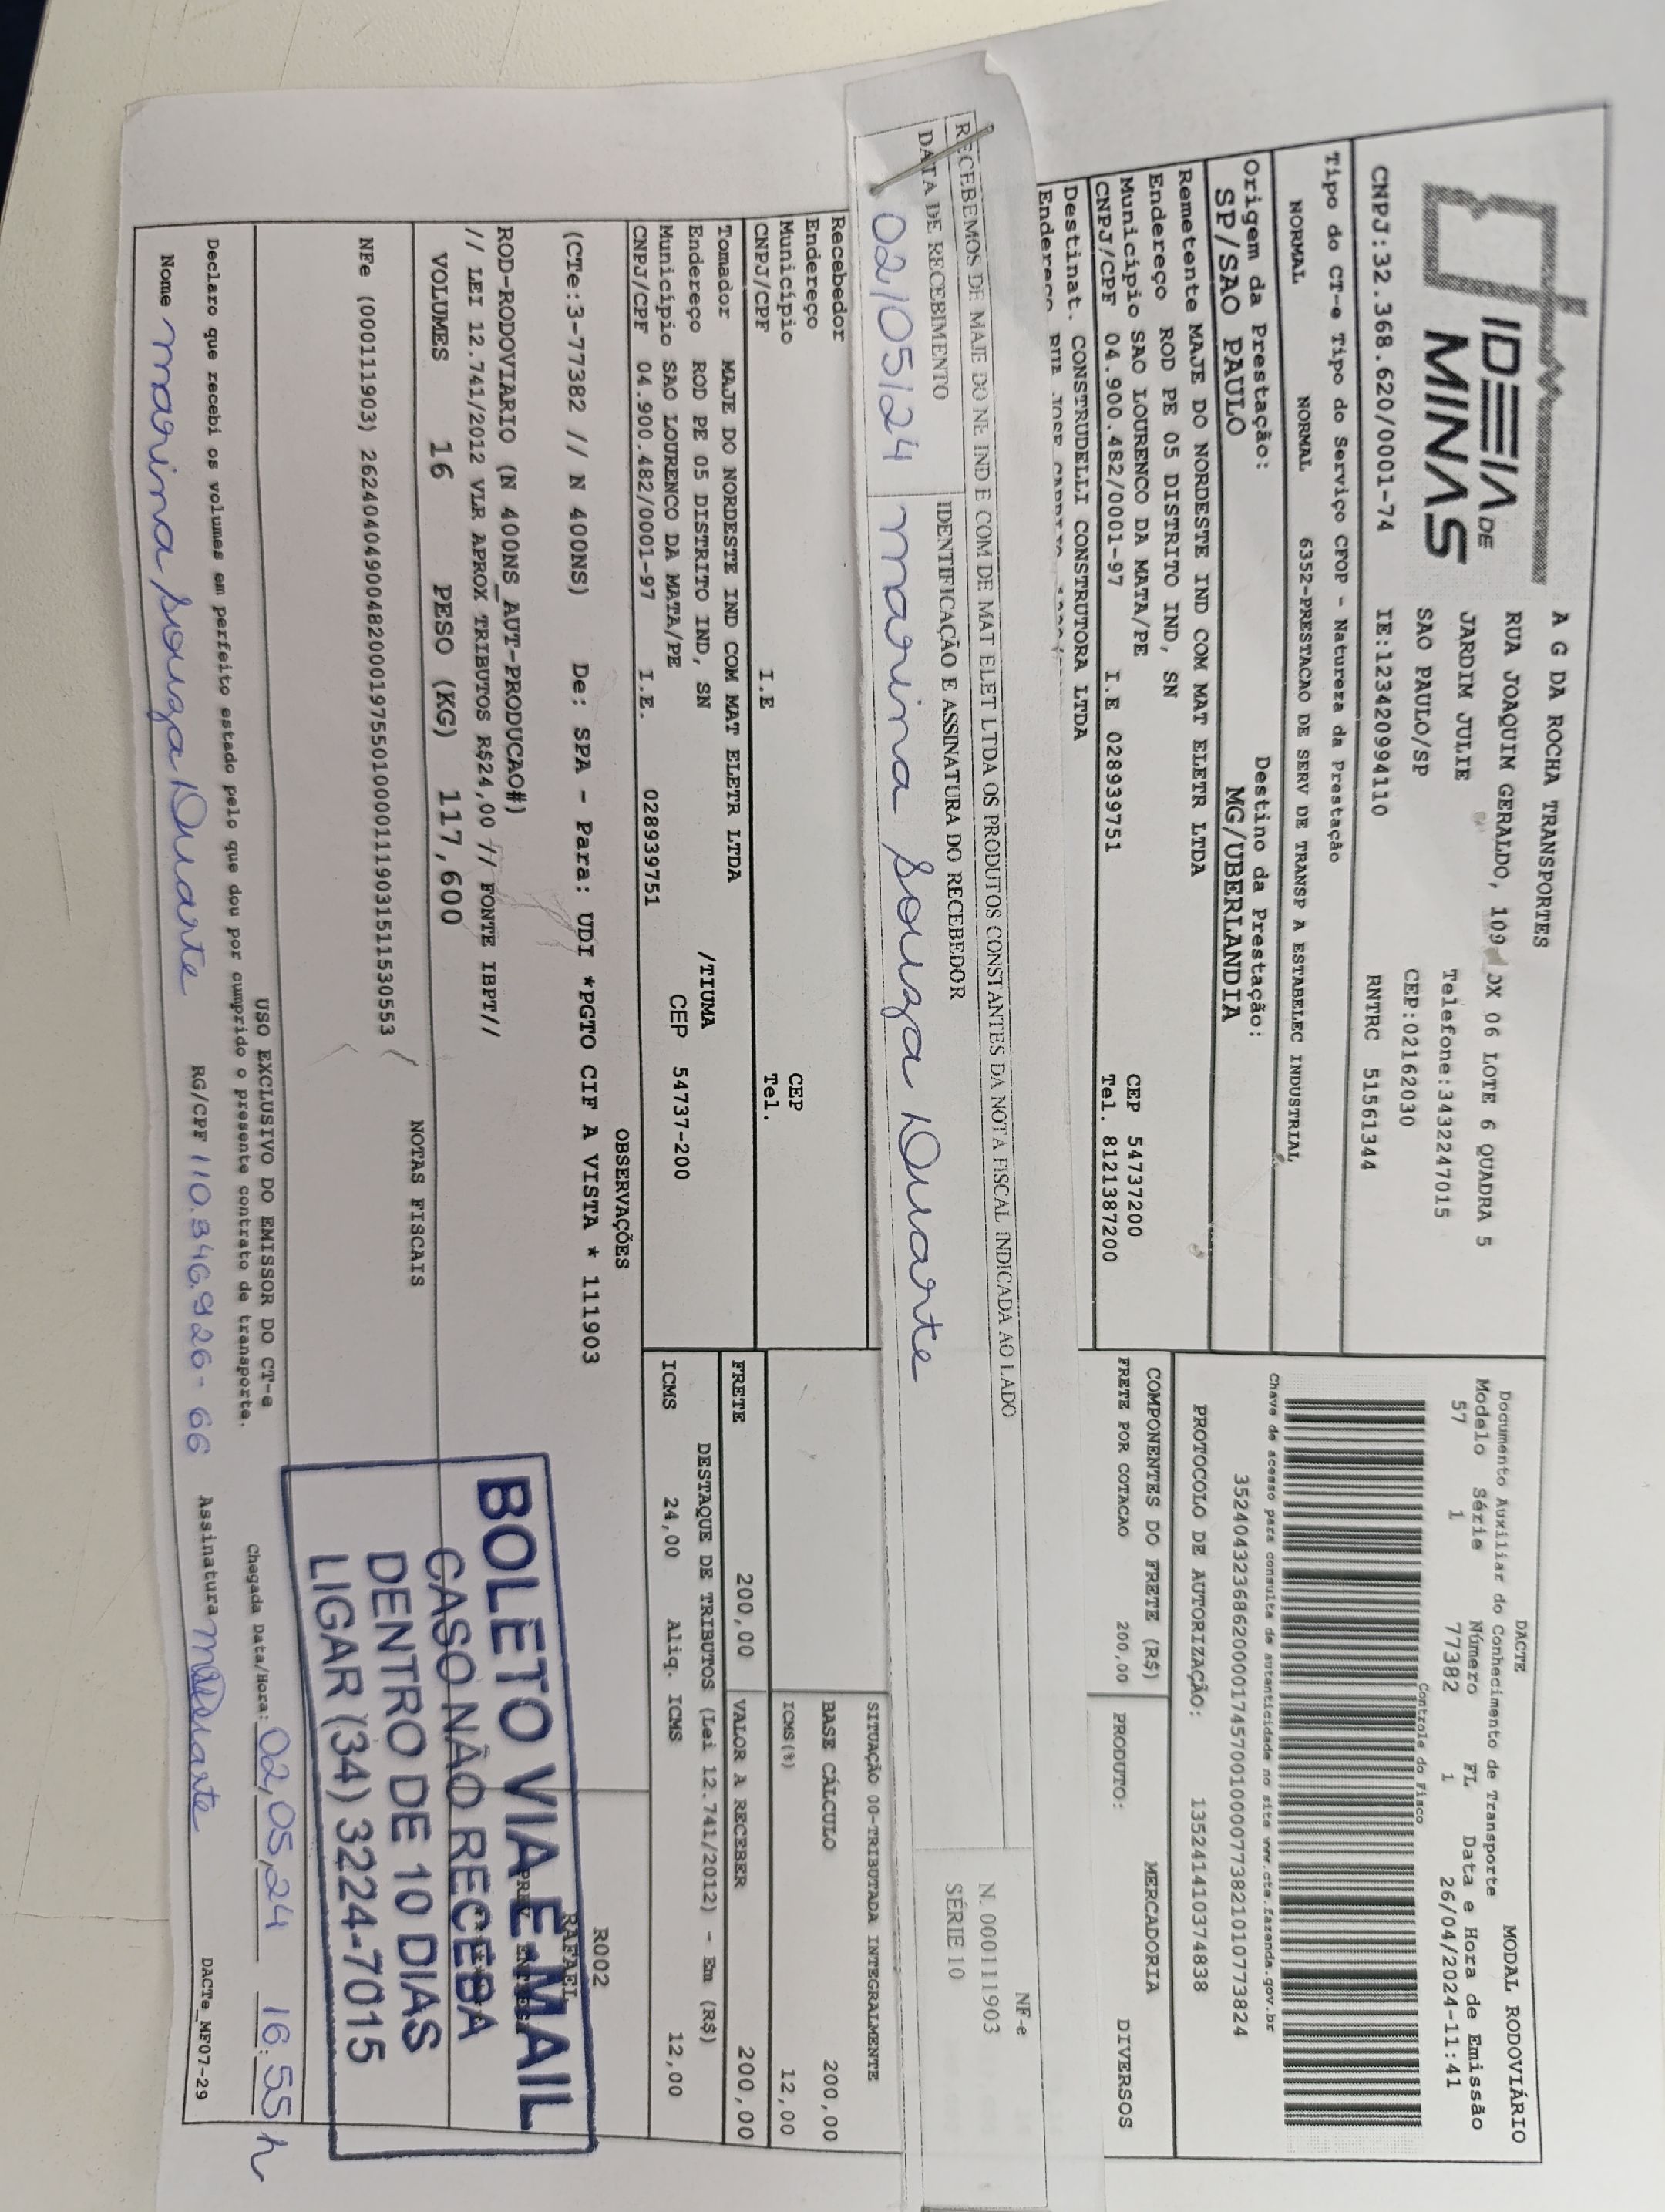 IDEIA DE
MINAS
A G DA ROCHA TRANSPORTES
RUA JOAQUIM GERALDO, 109 OX 06 LOTE 6 QUADRA 5
JARDIM JULIE
Telefone:3432247015
SAO PAULO/SP
CEP:02162030
CNPJ:32.368.620/0001-74 IE:123420994110 RNTRC 51561344
Tipo do CT-e Tipo do Serviço CFOP - Natureza da Prestação
NORMAL NORMAL 6352-PRESTACAO DE SERV DE TRANSP A ESTABELEC INDUSTRIAL
Origem da Prestação: Destino da Prestação:
SP/SAO PAULO MG/UBERLANDIA
Remetente MAJE DO NORDESTE IND COM MAT ELETR LTDA
Endereço ROD PE 05 DISTRITO IND, SN
Município SAO LOURENCO DA MATA/PE CEP 54737200
CNPJ/CPF 04.900.482/0001-97 I.E 028939751 Tel. 8121387200
Destinat. CONSTRUDELLI CONSTRUTORA LTDA
Endereço RUA JOSE
DACTE MODAL RODOVIÁRIO
Documento Auxiliar do Conhecimento de Transporte
Modelo Série Número FL Data e Hora de Emissão
57 1 77382 1 26/04/2024-11:41
Controle do Fisco
Chave de acesso para consulta de autenticidade no site www.cte.fazenda.gov.br
35240432368620000174570010000773821010773824
PROTOCOLO DE AUTORIZAÇÃO: 135241410374838
COMPONENTES DO FRETE (R$) PRODUTO: MERCADORIA DIVERSOS
FRETE POR COTACAO 200,00
RECEBEMOS DE MAJE DO NE IND E COM DE MAT ELET LTDA OS PRODUTOS CONSTANTES DA NOTA FISCAL INDICADA AO LADO
DATA DE RECEBIMENTO IDENTIFICAÇÃO E ASSINATURA DO RECEBEDOR
02/05/24 Marina Souza Duarte
NF-e
N. 000111903
SÉRIE 10
Recebedor
Endereço
Município CEP
CNPJ/CPF I.E Tel.
Tomador MAJE DO NORDESTE IND COM MAT ELETR LTDA
Endereço ROD PE 05 DISTRITO IND, SN /TIUMA
Município SAO LOURENCO DA MATA/PE CEP 54737-200
CNPJ/CPF 04.900.482/0001-97 I.E. 028939751
SITUAÇÃO 00-TRIBUTADA INTEGRALMENTE
BASE CÁLCULO 200,00
ICMS(%) 12,00
FRETE 200,00 VALOR A RECEBER 200,00
DESTAQUE DE TRIBUTOS (Lei 12.741/2012) - Em (R$)
ICMS 24,00 Aliq. ICMS 12,00
OBSERVAÇÕES
(CTe:3-77382 // N 400NS) De: SPA - Para: UDI *PGTO CIF A VISTA * 111903
R002
RAFAEL
ROD-RODOVIARIO (N 400NS_AUT-PRODUCAO#)
// LEI 12.741/2012 VLR APROX TRIBUTOS R$24,00 // FONTE IBPT//
VOLUMES 16 PESO (KG) 117,600
NOTAS FISCAIS
NFe (000111903) 26240404900482000197550100001119031511530553
BOLETO VIA E-MAIL
CASO NÃO RECEBA
DENTRO DE 10 DIAS
LIGAR (34) 3224-7015
USO EXCLUSIVO DO EMISSOR DO CT-e
Declaro que recebi os volumes em perfeito estado pelo que dou por cumprido o presente contrato de transporte.
Chegada Data/Hora: 02,05,24 16:55 h
Nome Marina Souza Duarte RG/CPF 110.346.926-66 Assinatura MSDuarte
DACTe_MF07-29